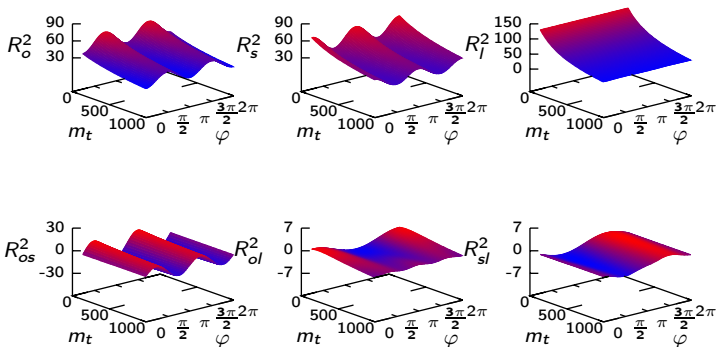 R_o^2 90 60 30 0 500 1000 m_t 0 π/2 π 3π/2 2π φ
R_s^2 90 60 30 0 500 1000 m_t 0 π/2 π 3π/2 2π φ
R_l^2 150 100 50 0 0 500 1000 m_t 0 π/2 π 3π/2 2π φ
R_os^2 30 0 -30 0 500 1000 m_t 0 π/2 π 3π/2 2π φ
R_ol^2 7 0 -7 0 500 1000 m_t 0 π/2 π 3π/2 2π φ
R_sl^2 7 0 -7 0 500 1000 m_t 0 π/2 π 3π/2 2π φ